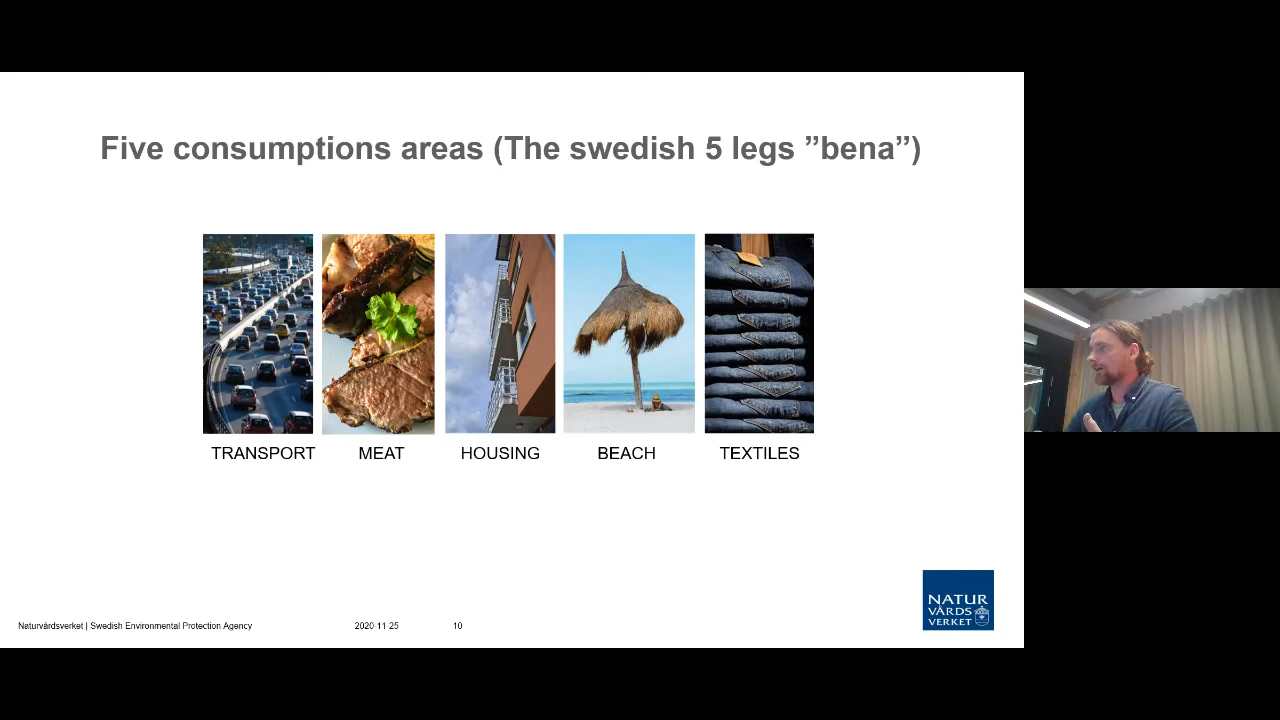 Five consumptions areas (The swedish 5 legs ”bena”)
TRANSPORT
MEAT
HOUSING
BEACH
TEXTILES
Naturvårdsverket | Swedish Environmental Protection Agency
2020-11-25
10
NATUR
VÅRDS
VERKET